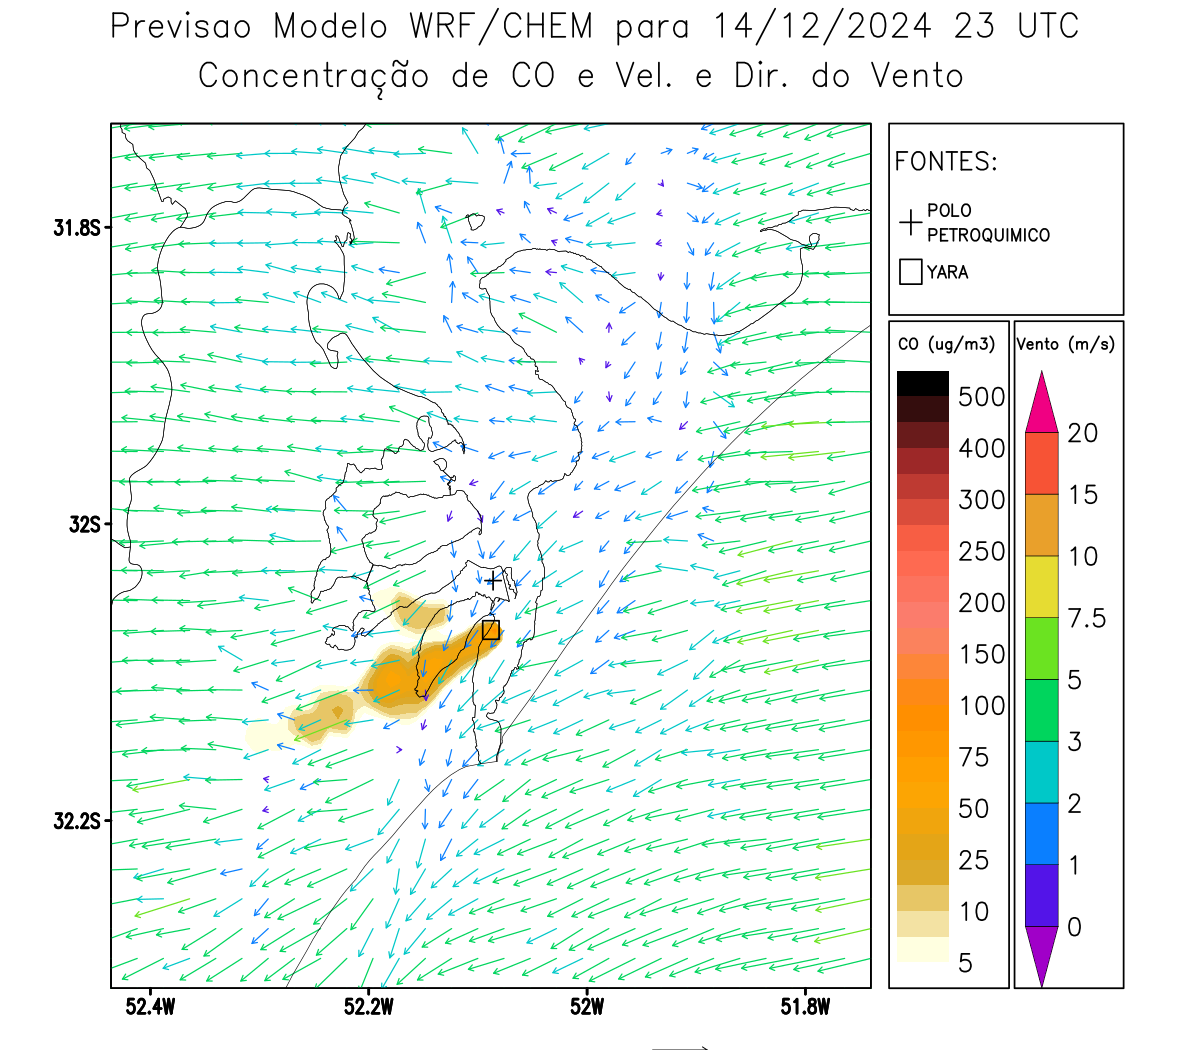 Previsao Modelo WRF/CHEM para 14/12/2024 23 UTC
Concentração de CO e Vel. e Dir. do Vento
FONTES:
POLO
PETROQUIMICO
YARA
CO (ug/m3)
500
400
300
250
200
150
100
75
50
25
10
5
Vento (m/s)
20
15
10
7.5
5
3
2
1
0
31.8S
32S
32.2S
52.4W
52.2W
52W
51.8W